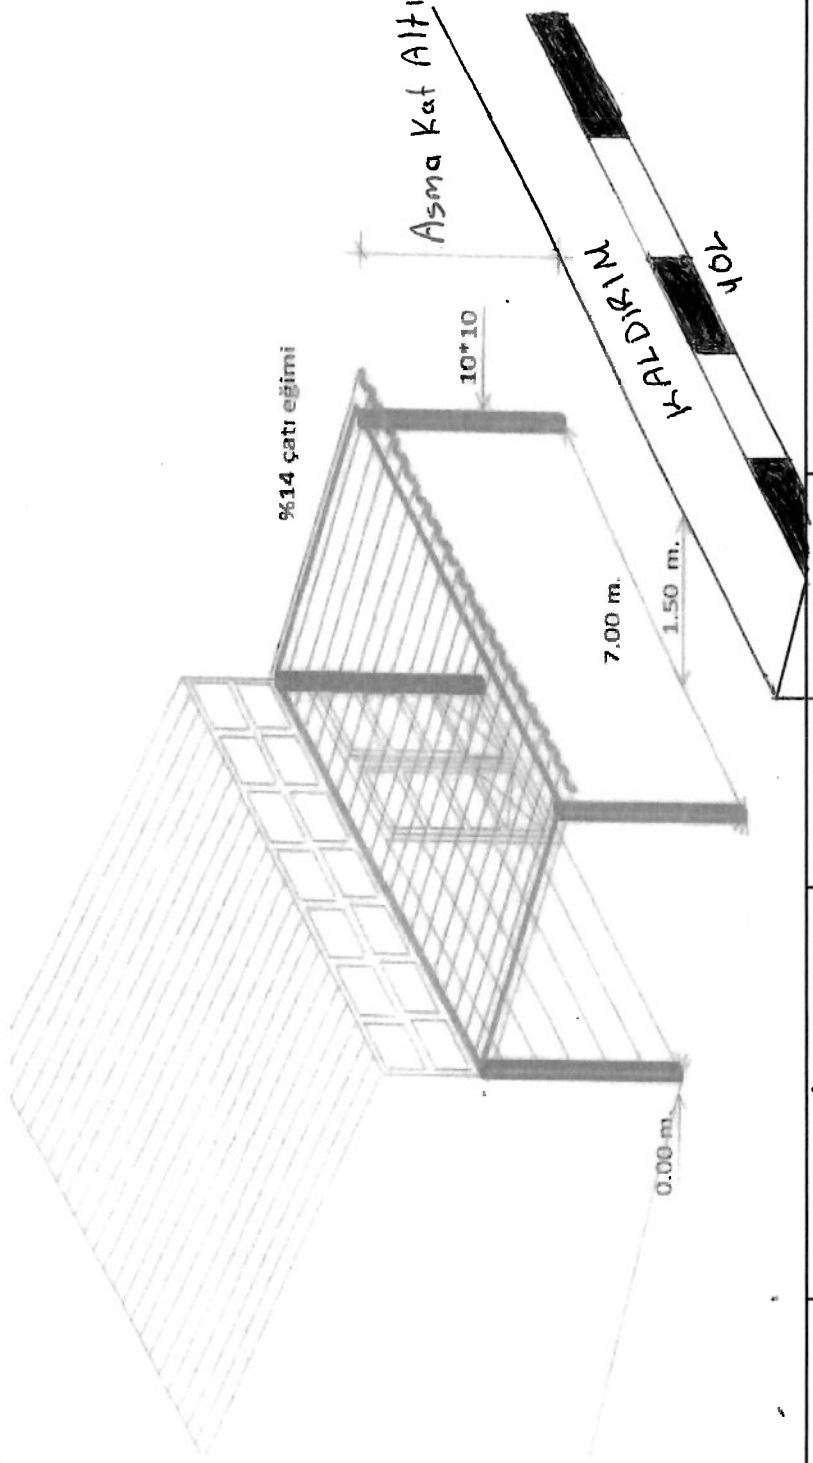 Asma Kat Altı
%14 çatı eğimi
10*10
KALDIRIM
YOL
7.00 m.
1.50 m.
0.00 m.